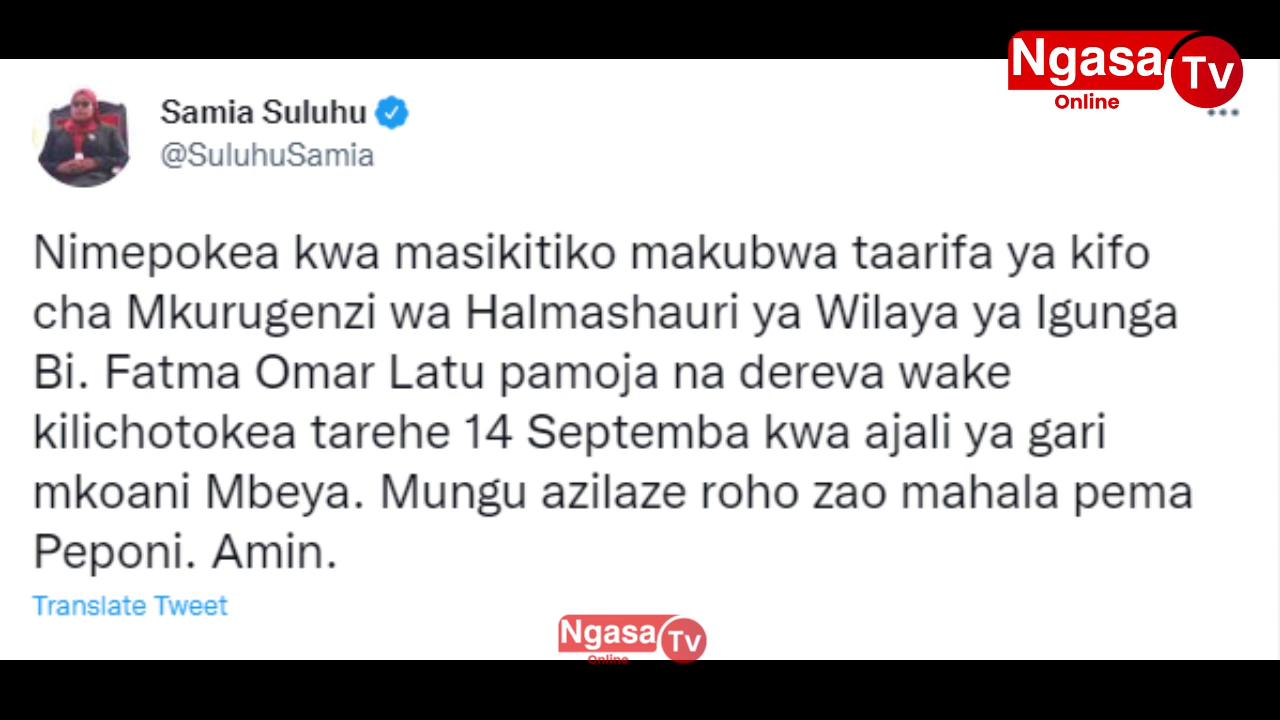 Ngasa Tv
Online
Samia Suluhu
@SuluhuSamia
Nimepokea kwa masikitiko makubwa taarifa ya kifo
cha Mkurugenzi wa Halmashauri ya Wilaya ya Igunga
Bi. Fatma Omar Latu pamoja na dereva wake
kilichotokea tarehe 14 Septemba kwa ajali ya gari
mkoani Mbeya. Mungu azilaze roho zao mahala pema
Peponi. Amin.
Translate Tweet
Ngasa Tv
Online